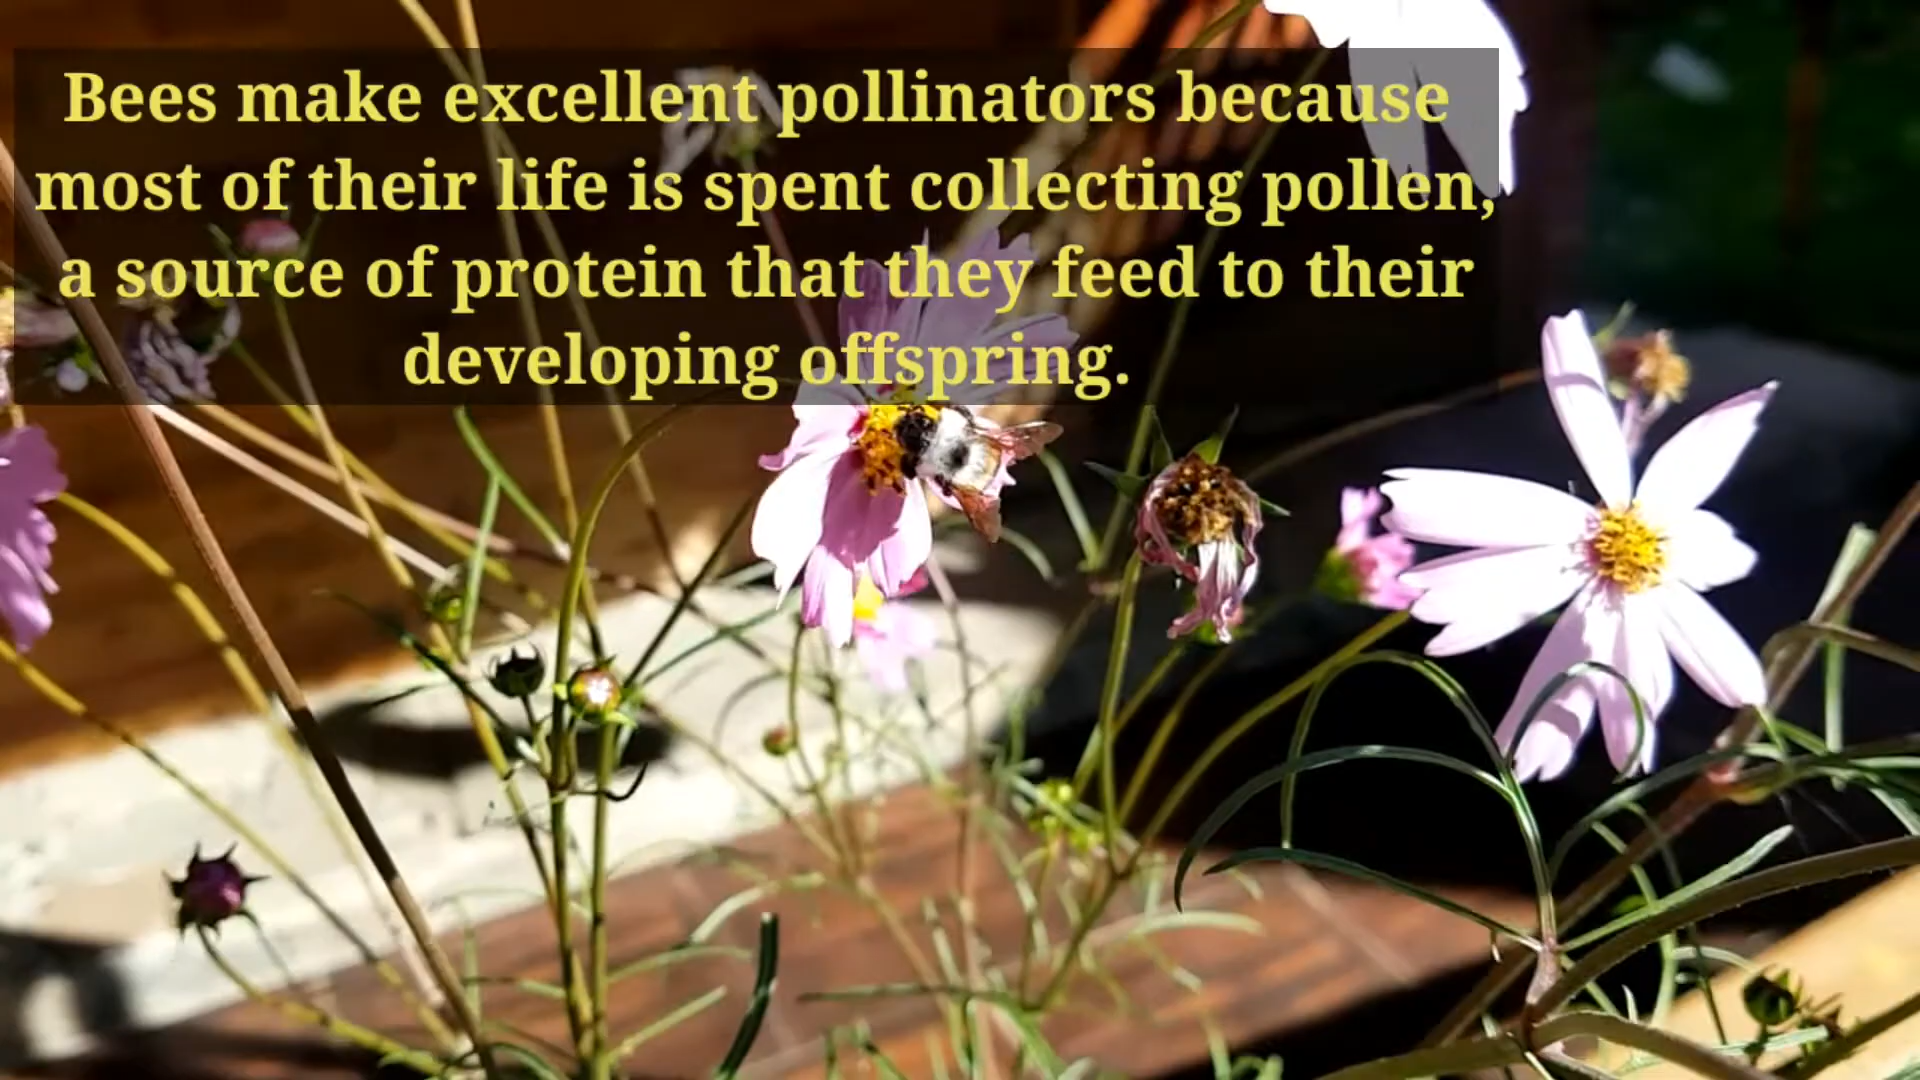 Bees make excellent pollinators because
most of their life is spent collecting pollen,
a source of protein that they feed to their
developing offspring.